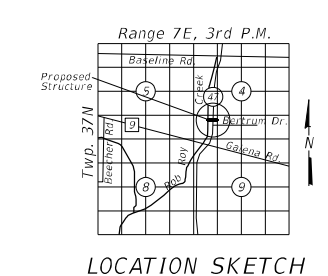 Range 7E, 3rd P.M.
Baseline Rd.
Proposed
Structure
Creek
5
47
4
Twp. 37N
9
Bertrum Dr.
Beecher Rd.
Galena Rd.
N
Rob Roy
8
9
LOCATION SKETCH